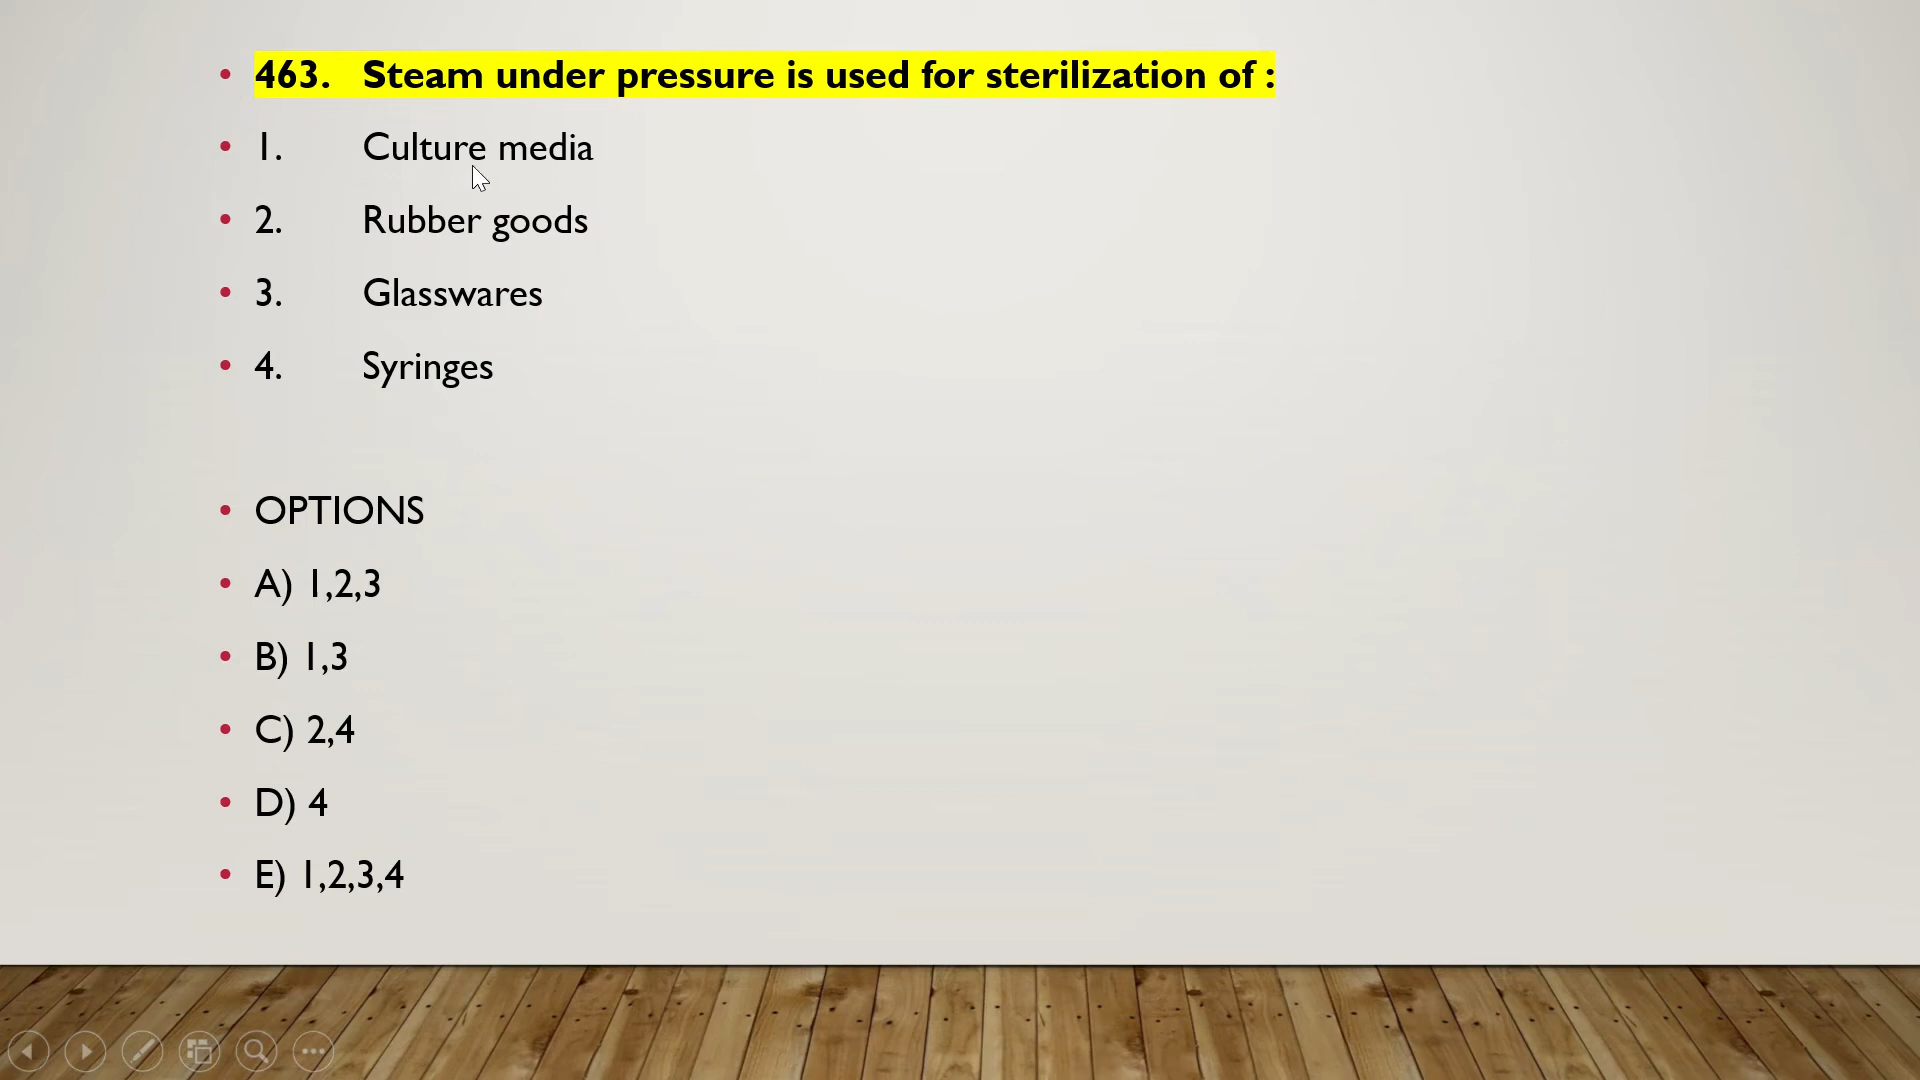 463. Steam under pressure is used for sterilization of :
1. Culture media
2. Rubber goods
3. Glasswares
4. Syringes
OPTIONS
A) 1,2,3
B) 1,3
C) 2,4
D) 4
E) 1,2,3,4